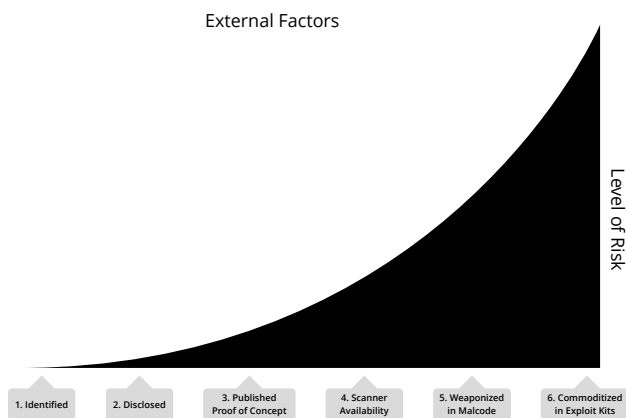 External Factors
Level of Risk
1. Identified
2. Disclosed
3. Published
Proof of Concept
4. Scanner
Availability
5. Weaponized
in Malcode
6. Commoditized
in Exploit Kits